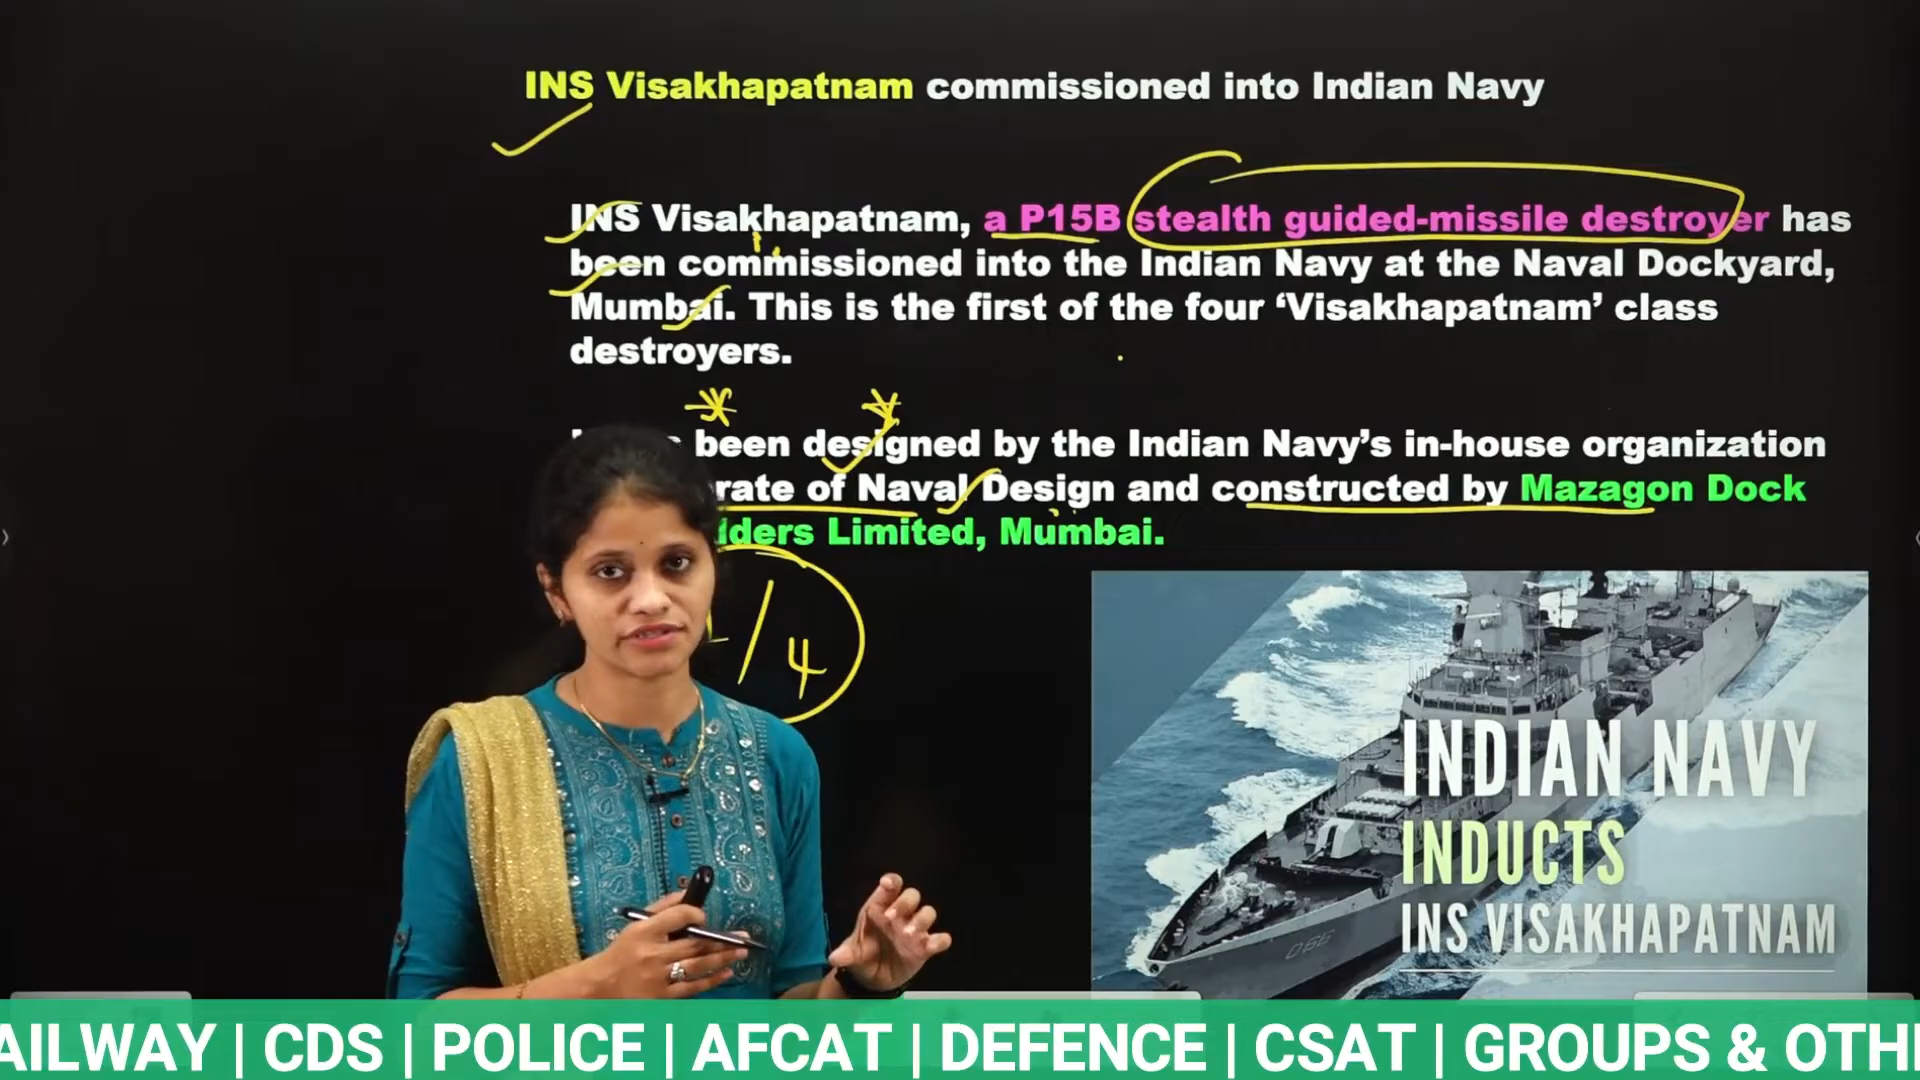 INS Visakhapatnam commissioned into Indian Navy
INS Visakhapatnam, a P15B stealth guided-missile destroyer has
been commissioned into the Indian Navy at the Naval Dockyard,
Mumbai. This is the first of the four ‘Visakhapatnam’ class
destroyers.
been designed by the Indian Navy’s in-house organization
rate of Naval Design and constructed by Mazagon Dock
lders Limited, Mumbai.
/ 4
INDIAN NAVY
INDUCTS
INS VISAKHAPATNAM
AILWAY | CDS | POLICE | AFCAT | DEFENCE | CSAT | GROUPS & OTH